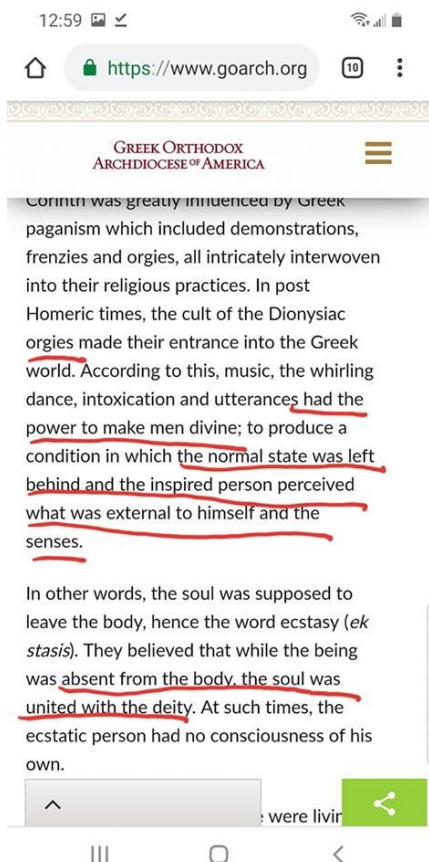 12:59
https://www.goarch.org
10
GREEK ORTHODOX
ARCHDIOCESE OF AMERICA
Corinth was greatly influenced by Greek
paganism which included demonstrations,
frenzies and orgies, all intricately interwoven
into their religious practices. In post
Homeric times, the cult of the Dionysiac
orgies made their entrance into the Greek
world. According to this, music, the whirling
dance, intoxication and utterances had the
power to make men divine; to produce a
condition in which the normal state was left
behind and the inspired person perceived
what was external to himself and the
senses.
In other words, the soul was supposed to
leave the body, hence the word ecstasy (ek
stasis). They believed that while the being
was absent from the body, the soul was
united with the deity. At such times, the
ecstatic person had no consciousness of his
own.
were livin